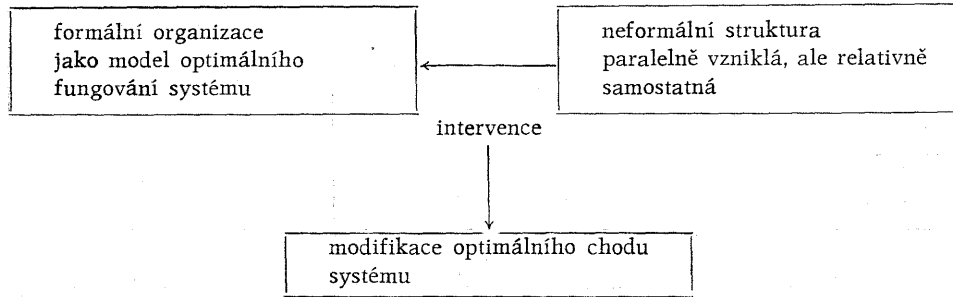 formální organizace
jako model optimálního
fungování systému
neformální struktura
paralelně vzniklá, ale relativně
samostatná
intervence
modifikace optimálního chodu
systému